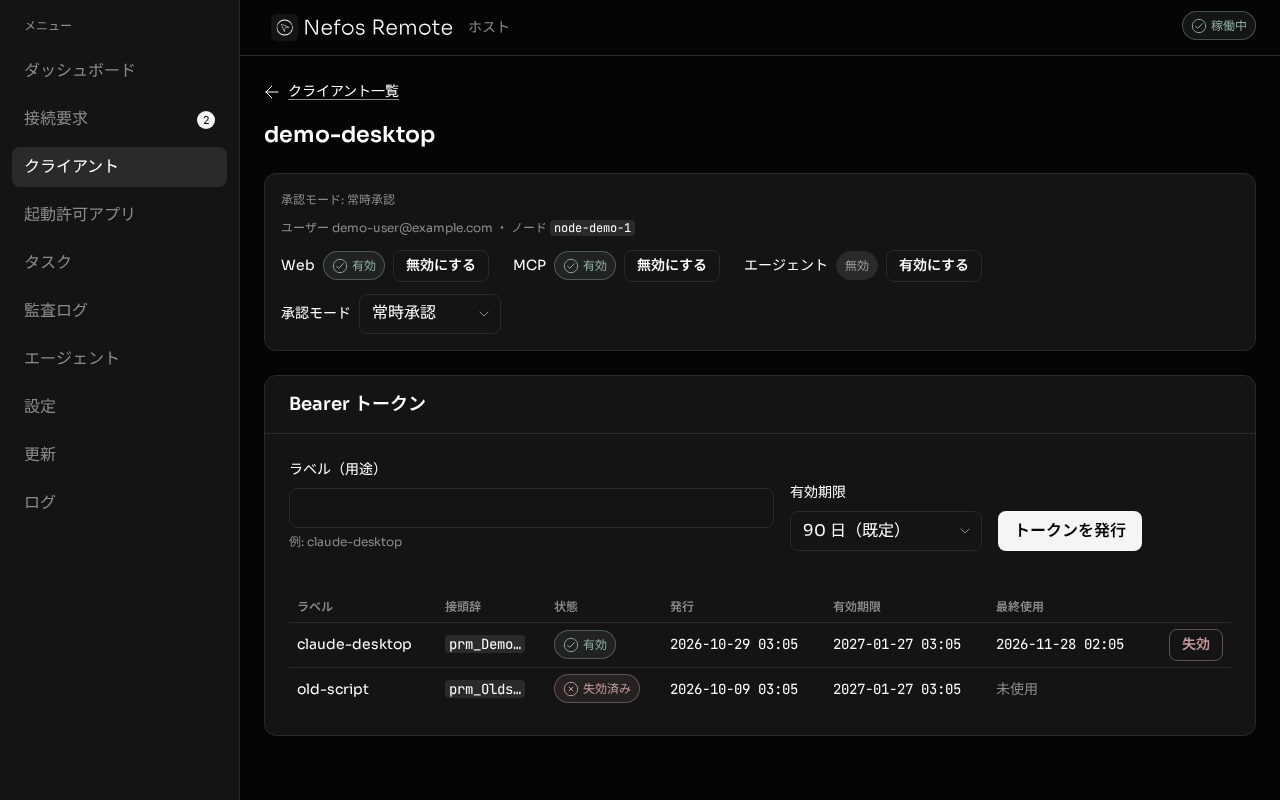 メニュー
ダッシュボード
接続要求 2
クライアント
起動許可アプリ
タスク
監査ログ
エージェント
設定
更新
ログ
Nefos Remote ホスト
稼働中
クライアント一覧
demo-desktop
承認モード: 常時承認
ユーザー demo-user@example.com ・ ノード node-demo-1
Web 有効 無効にする MCP 有効 無効にする エージェント 無効 有効にする
承認モード 常時承認
Bearer トークン
ラベル（用途）
有効期限
90 日（既定） トークンを発行
例: claude-desktop
ラベル 接頭辞 状態 発行 有効期限 最終使用
claude-desktop prm_Demo… 有効 2026-10-29 03:05 2027-01-27 03:05 2026-11-28 02:05 失効
old-script prm_Olds… 失効済み 2026-10-09 03:05 2027-01-27 03:05 未使用